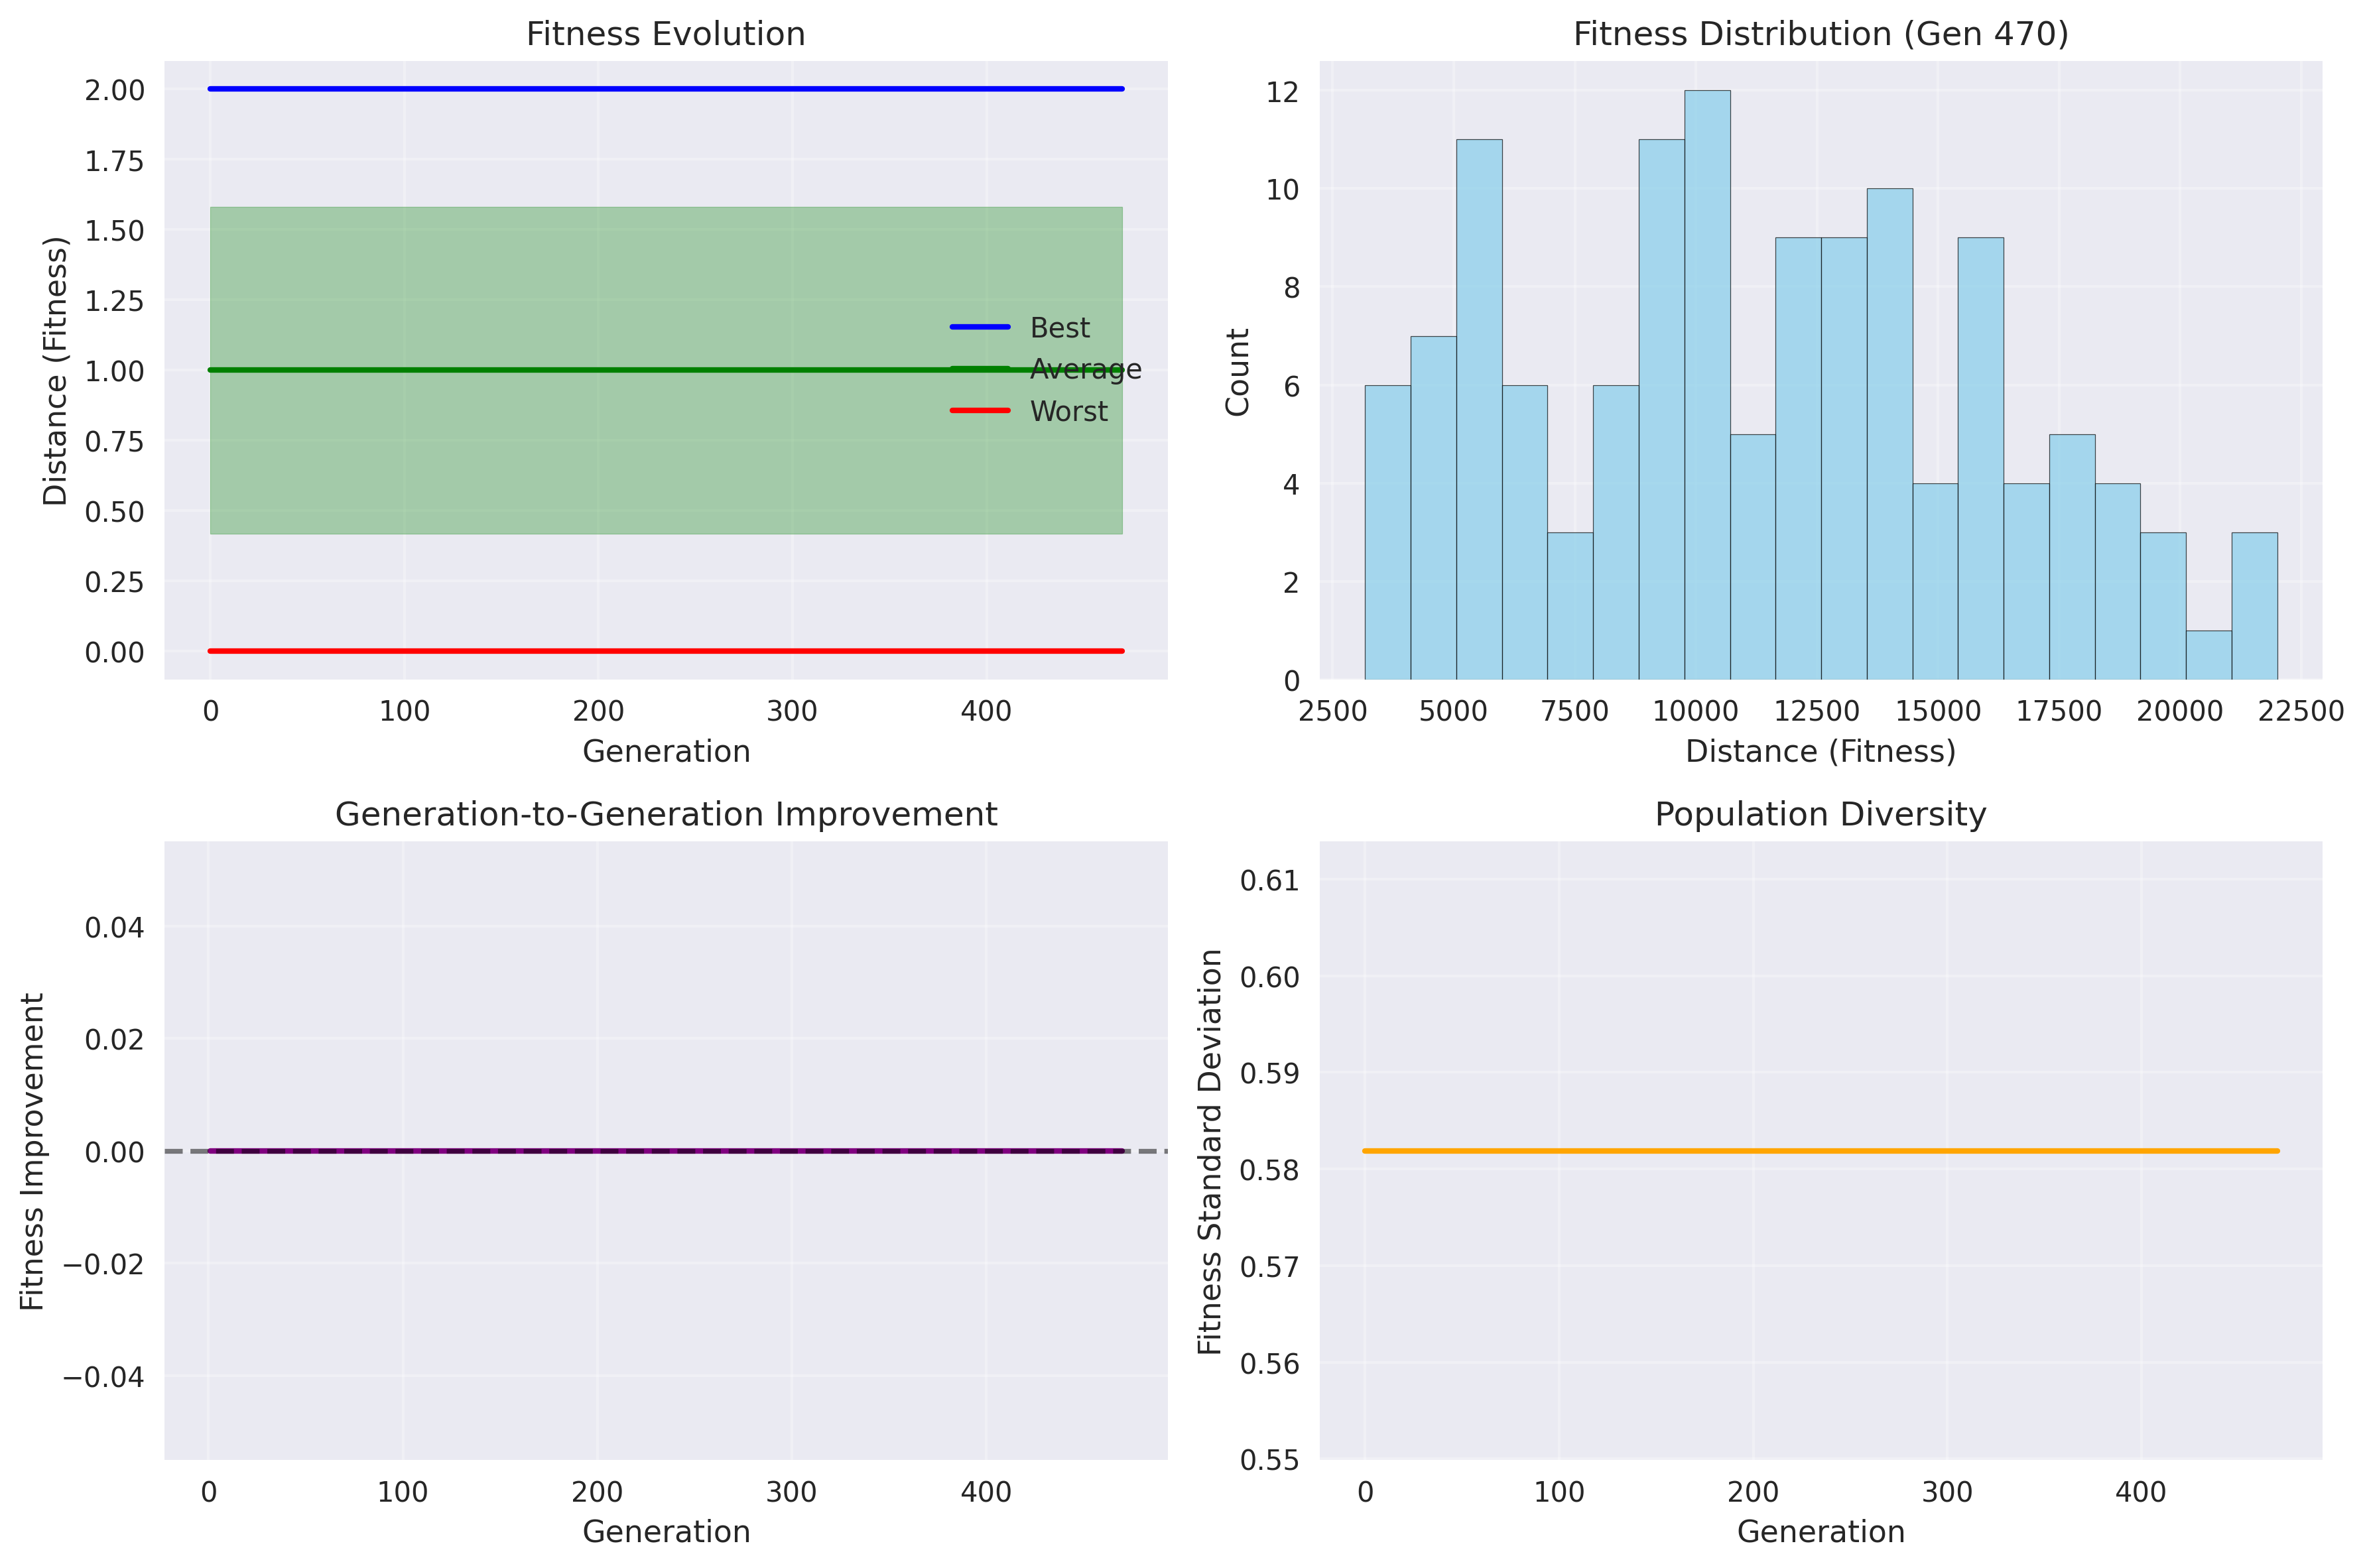 Fitness Evolution
Distance (Fitness)
2.00
1.75
1.50
1.25
1.00
0.75
0.50
0.25
0.00
Best
Average
Worst
0 100 200 300 400
Generation
Fitness Distribution (Gen 470)
Count
12
10
8
6
4
2
0
2500 5000 7500 10000 12500 15000 17500 20000 22500
Distance (Fitness)
Generation-to-Generation Improvement
Fitness Improvement
0.04
0.02
0.00
−0.02
−0.04
0 100 200 300 400
Generation
Population Diversity
Fitness Standard Deviation
0.61
0.60
0.59
0.58
0.57
0.56
0.55
0 100 200 300 400
Generation